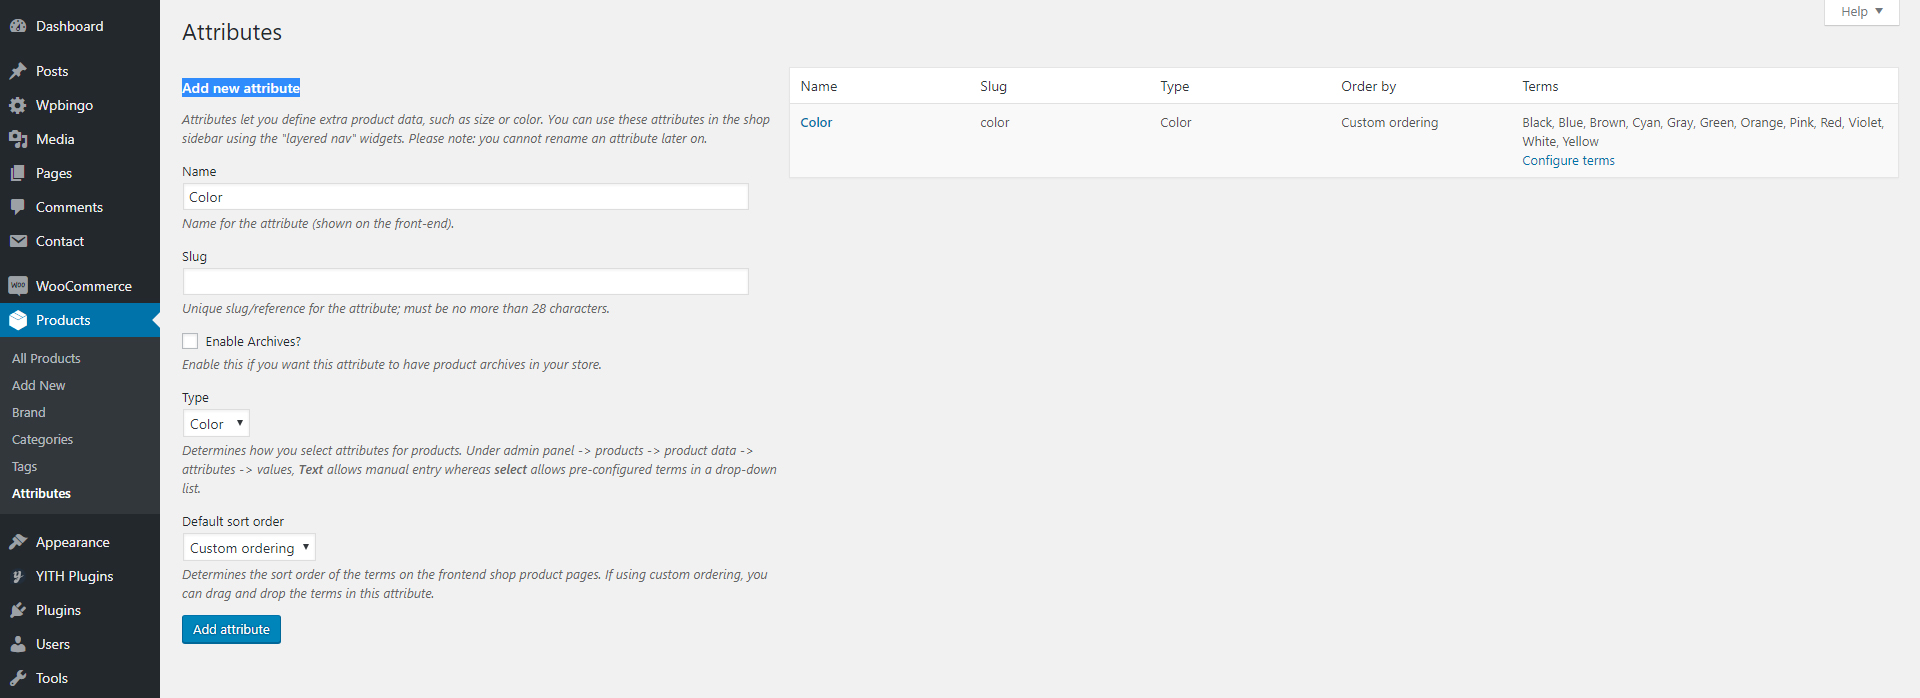 Dashboard
Posts
Wpbingo
Media
Pages
Comments
Contact
WOO
WooCommerce
Products
All Products
Add New
Brand
Categories
Tags
Attributes
Appearance
YITH Plugins
Plugins
Users
Tools
Help
Attributes
Add new attribute
Attributes let you define extra product data, such as size or color. You can use these attributes in the shop
sidebar using the "layered nav" widgets. Please note: you cannot rename an attribute later on.
Name
Color
Name for the attribute (shown on the front-end).
Slug
Unique slug/reference for the attribute; must be no more than 28 characters.
Enable Archives?
Enable this if you want this attribute to have product archives in your store.
Type
Color
Determines how you select attributes for products. Under admin panel -> products -> product data ->
attributes -> values, Text allows manual entry whereas select allows pre-configured terms in a drop-down
list.
Default sort order
Custom ordering
Determines the sort order of the terms on the frontend shop product pages. If using custom ordering, you
can drag and drop the terms in this attribute.
Add attribute
Name Slug Type Order by Terms
Color color Color Custom ordering Black, Blue, Brown, Cyan, Gray, Green, Orange, Pink, Red, Violet,
White, Yellow
Configure terms